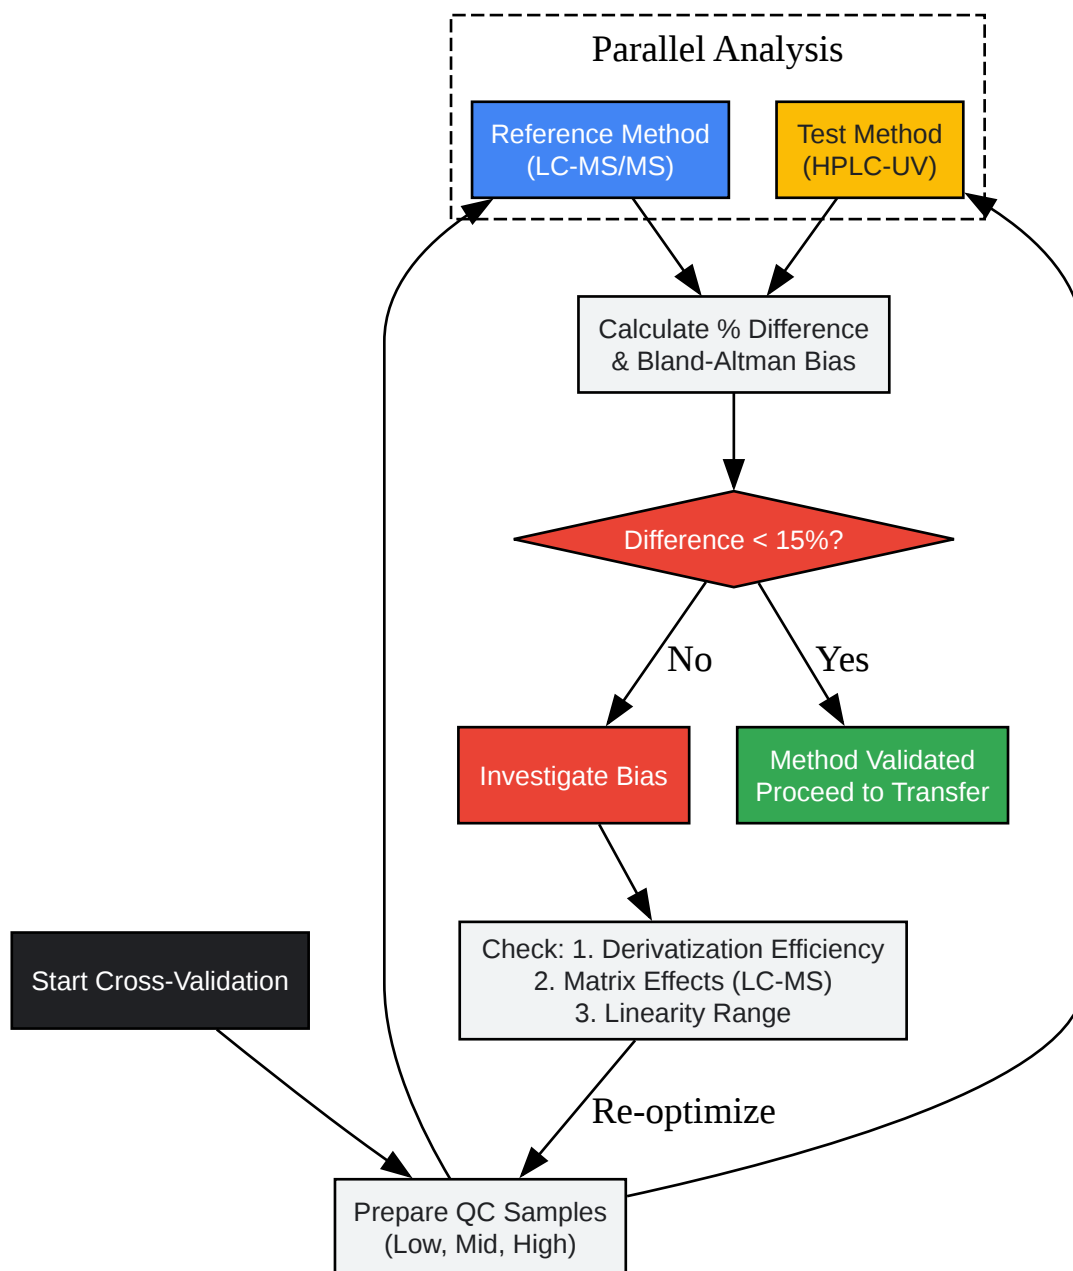 Parallel Analysis
Reference Method
(LC-MS/MS)
Test Method
(HPLC-UV)
Calculate % Difference
& Bland-Altman Bias
Difference < 15%?
No
Yes
Investigate Bias
Method Validated
Proceed to Transfer
Check: 1. Derivatization Efficiency
2. Matrix Effects (LC-MS)
3. Linearity Range
Start Cross-Validation
Re-optimize
Prepare QC Samples
(Low, Mid, High)